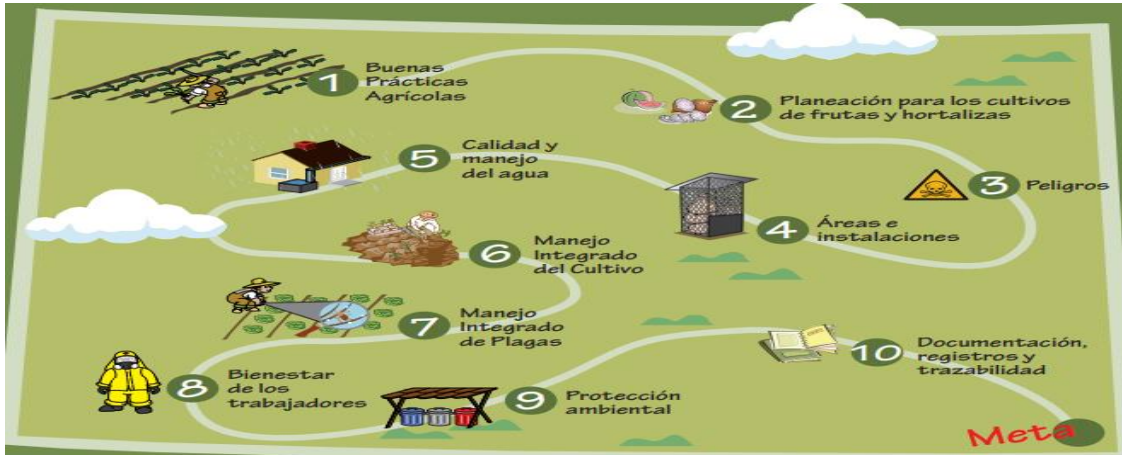 1
Buenas
Prácticas
Agrícolas
2
Planeación para los cultivos
de frutas y hortalizas
3
Peligros
4
Áreas e
instalaciones
5
Calidad y
manejo
del agua
6
Manejo
Integrado
del Cultivo
7
Manejo
Integrado
de Plagas
8
Bienestar
de los
trabajadores
9
Protección
ambiental
10
Documentación,
registros y
trazabilidad
Meta